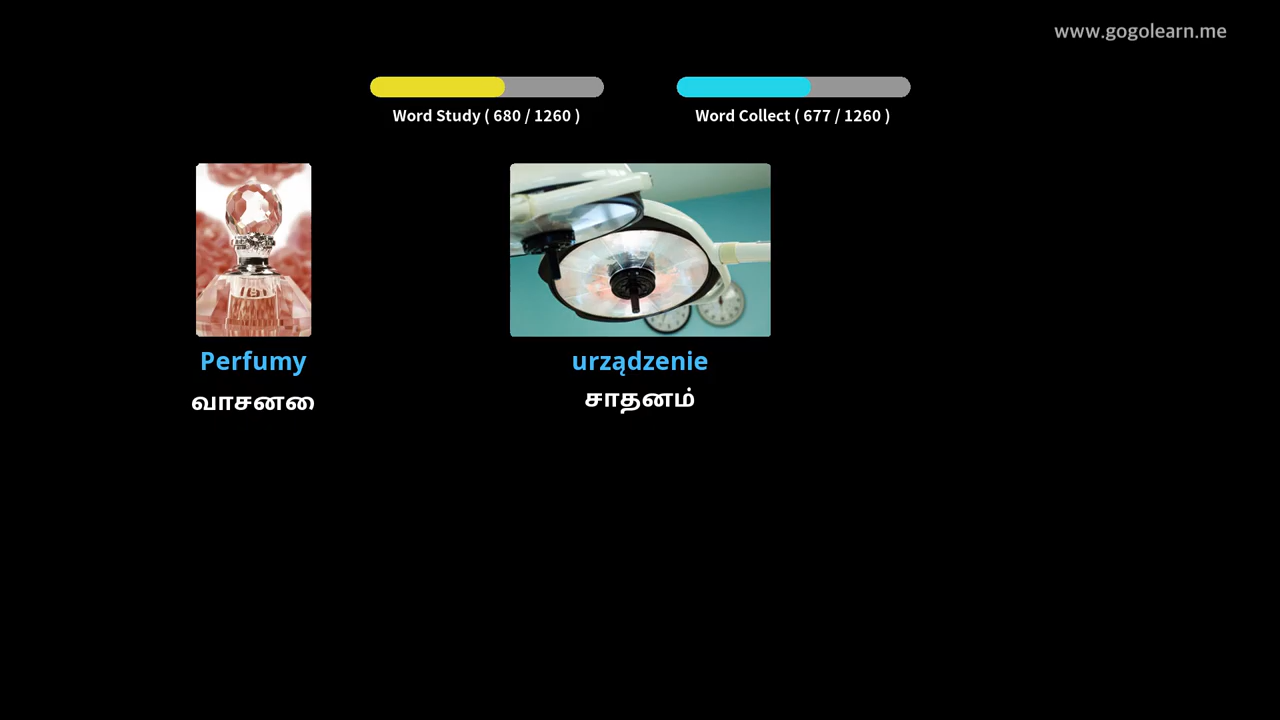 www.gogolearn.me
Word Study ( 680 / 1260 )
Word Collect ( 677 / 1260 )
Perfumy
urządzenie
வாசனை
சாதனம்